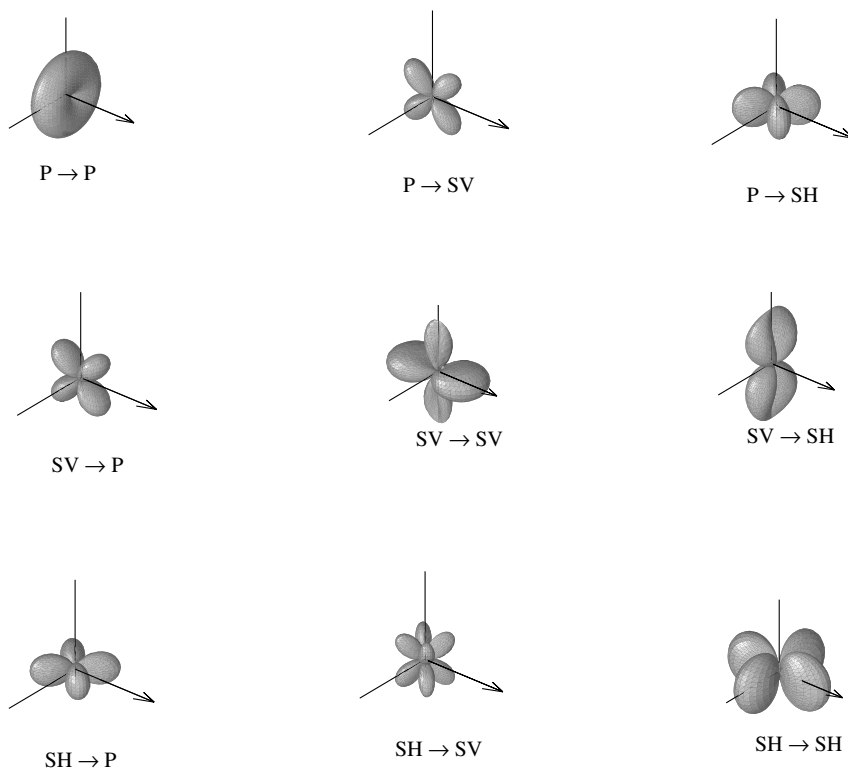 P → P
P → SV
P → SH
SV → P
SV → SV
SV → SH
SH → P
SH → SV
SH → SH